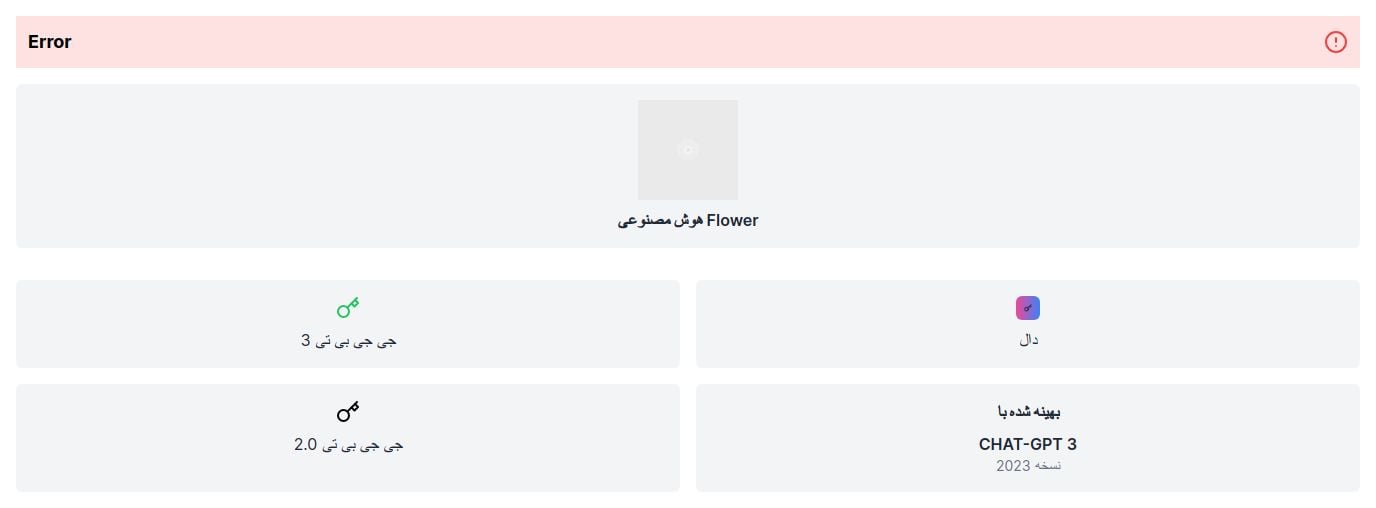 Error
هوش مصنوعی Flower
دال
جی جی بی تی 3
بهینه شده با
CHAT-GPT 3
نسخه 2023
جی جی بی تی 2.0